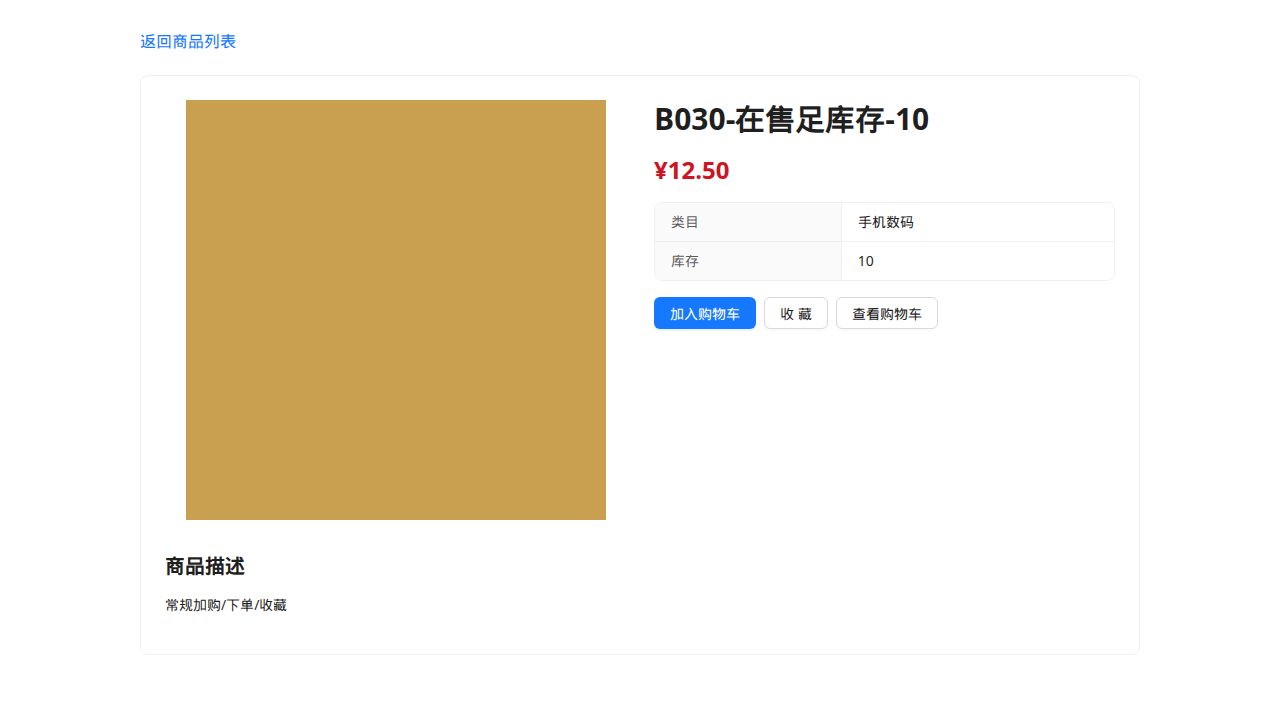 返回商品列表
B030-在售足库存-10
¥12.50
类目 手机数码
库存 10
加入购物车 收 藏 查看购物车
商品描述
常规加购/下单/收藏